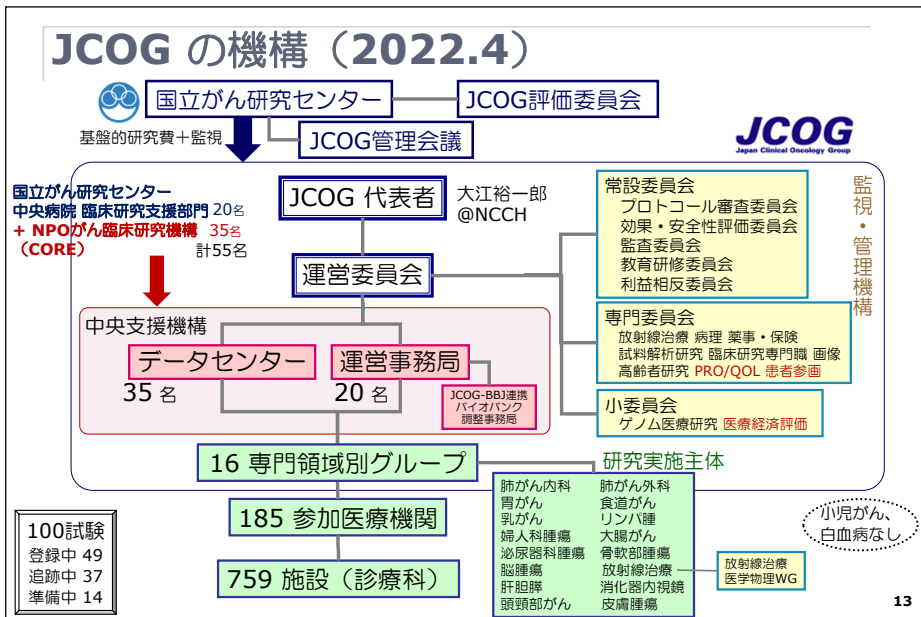 JCOG の機構（2022.4）
国立がん研究センター
JCOG評価委員会
基盤的研究費＋監視
JCOG管理会議
JCOG
Japan Clinical Oncology Group
国立がん研究センター
中央病院 臨床研究支援部門 20名
+ NPOがん臨床研究機構 35名
（CORE） 計55名
JCOG 代表者
大江裕一郎
@NCCH
運営委員会
常設委員会
プロトコール審査委員会
効果・安全性評価委員会
監査委員会
教育研修委員会
利益相反委員会
監視・管理機構
専門委員会
放射線治療 病理 薬事・保険
試料解析研究 臨床研究専門職 画像
高齢者研究 PRO/QOL 患者参画
小委員会
ゲノム医療研究 医療経済評価
中央支援機構
データセンター
運営事務局
35 名
20 名
JCOG-BBJ連携
バイオバンク
調整事務局
16 専門領域別グループ
研究実施主体
185 参加医療機関
759 施設（診療科）
肺がん内科 肺がん外科
胃がん 食道がん
乳がん リンパ腫
婦人科腫瘍 大腸がん
泌尿器科腫瘍 骨軟部腫瘍
脳腫瘍 放射線治療
肝胆膵 消化器内視鏡
頭頸部がん 皮膚腫瘍
放射線治療
医学物理WG
小児がん、
白血病なし
100試験
登録中 49
追跡中 37
準備中 14
13